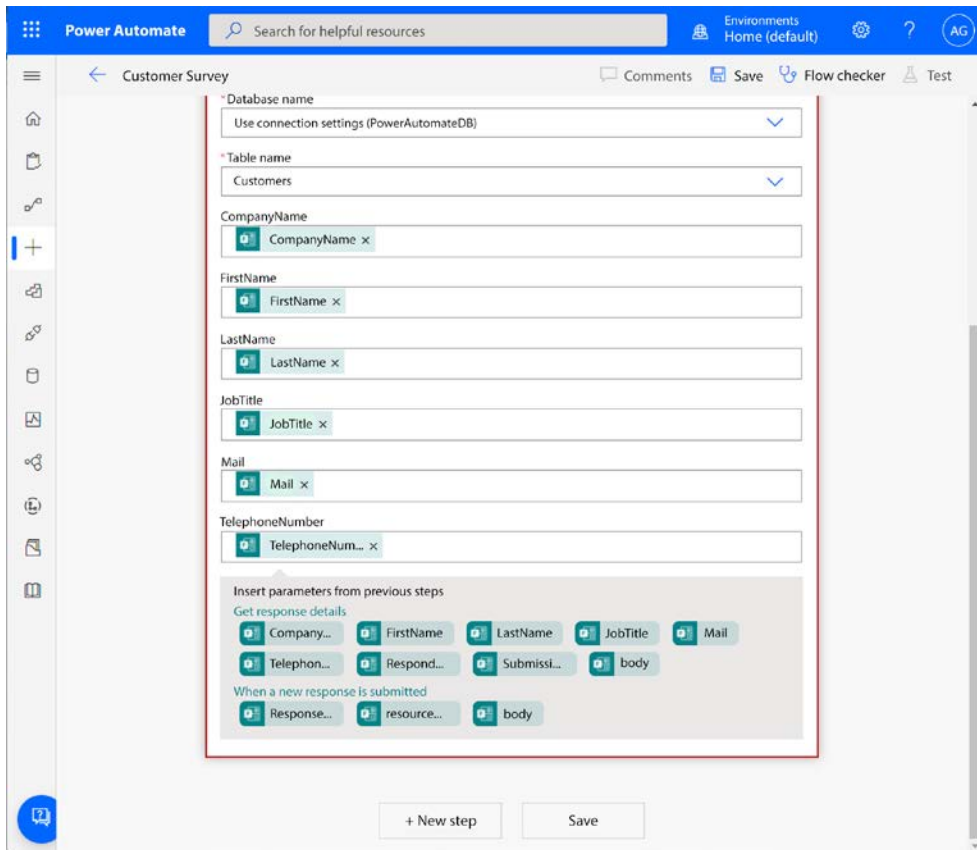 Power Automate
Search for helpful resources
Environments
Home (default)
?
AG
Customer Survey
Comments
Save
Flow checker
Test
*Database name
Use connection settings (PowerAutomateDB)
*Table name
Customers
CompanyName
CompanyName ×
FirstName
FirstName ×
LastName
LastName ×
JobTitle
JobTitle ×
Mail
Mail ×
TelephoneNumber
TelephoneNum... ×
Insert parameters from previous steps
Get response details
Company... FirstName LastName JobTitle Mail
Telephon... Respond... Submissi... body
When a new response is submitted
Response... resource... body
+ New step
Save